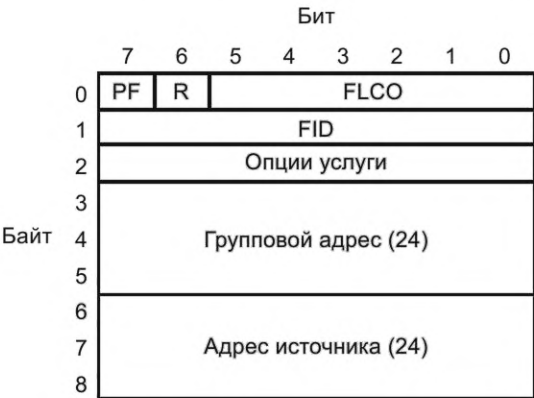 Бит
7 6 5 4 3 2 1 0
0 PF R FLCO
1 FID
2 Опции услуги
3
Байт 4 Групповой адрес (24)
5
6
7 Адрес источника (24)
8